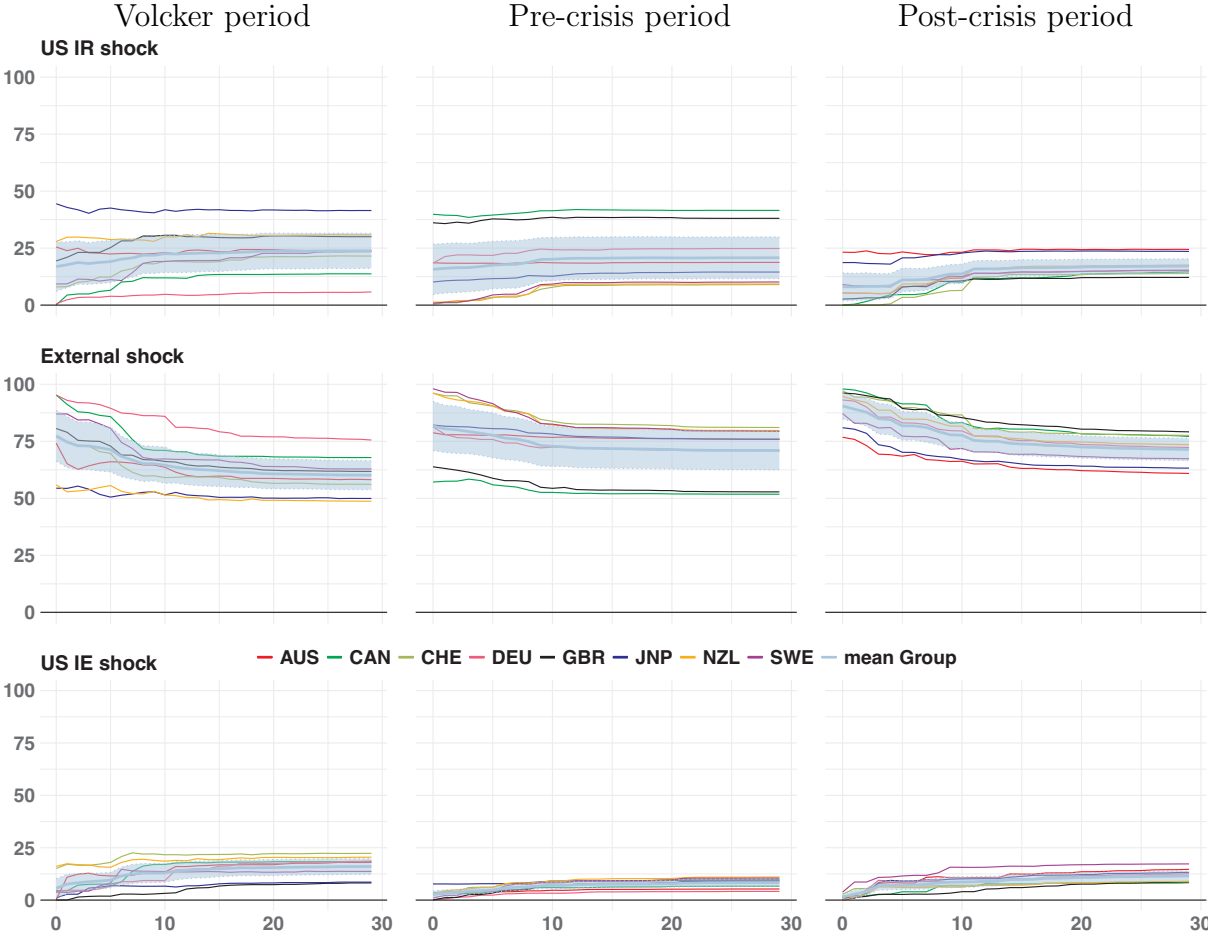 Volcker period Pre-crisis period Post-crisis period
US IR shock
100
75
50
25
0
External shock
100
75
50
25
0
US IE shock
AUS CAN CHE DEU GBR JNP NZL SWE mean Group
100
75
50
25
0
0 10 20 30 0 10 20 30 0 10 20 30